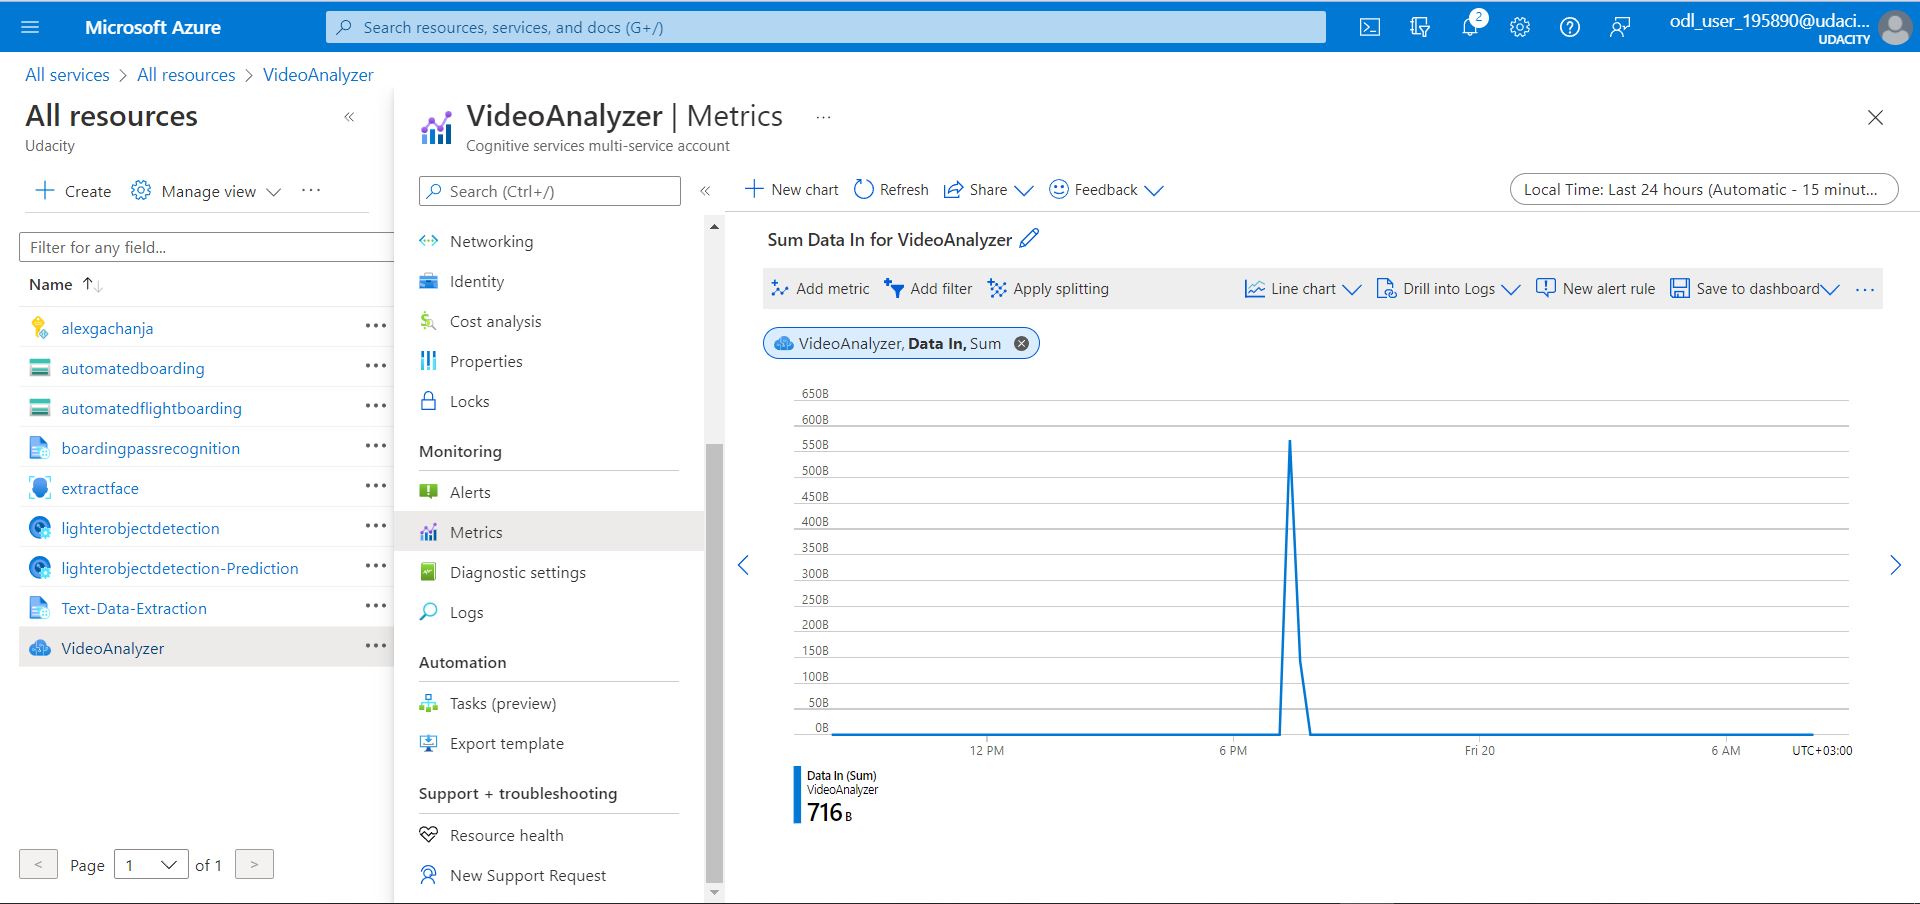 Microsoft Azure
Search resources, services, and docs (G+/)
2
odl_user_195890@udaci...
UDACITY
All services > All resources > VideoAnalyzer
All resources
«
Udacity
Create
Manage view
···
Filter for any field...
Name ↑↓
alexgachanja ···
automatedboarding ···
automatedflightboarding ···
boardingpassrecognition ···
extractface ···
lighterobjectdetection ···
lighterobjectdetection-Prediction ···
Text-Data-Extraction ···
VideoAnalyzer ···
< Page 1 of 1 >
VideoAnalyzer | Metrics ···
Cognitive services multi-service account
Search (Ctrl+/)
«
Networking
Identity
Cost analysis
Properties
Locks
Monitoring
Alerts
Metrics
Diagnostic settings
Logs
Automation
Tasks (preview)
Export template
Support + troubleshooting
Resource health
New Support Request
New chart
Refresh
Share
Feedback
Local Time: Last 24 hours (Automatic - 15 minut...
Sum Data In for VideoAnalyzer
Add metric
Add filter
Apply splitting
Line chart
Drill into Logs
New alert rule
Save to dashboard
···
VideoAnalyzer, Data In, Sum
650B
600B
550B
500B
450B
400B
350B
300B
250B
200B
150B
100B
50B
0B
12 PM 6 PM Fri 20 6 AM UTC+03:00
Data In (Sum)
VideoAnalyzer
716 B